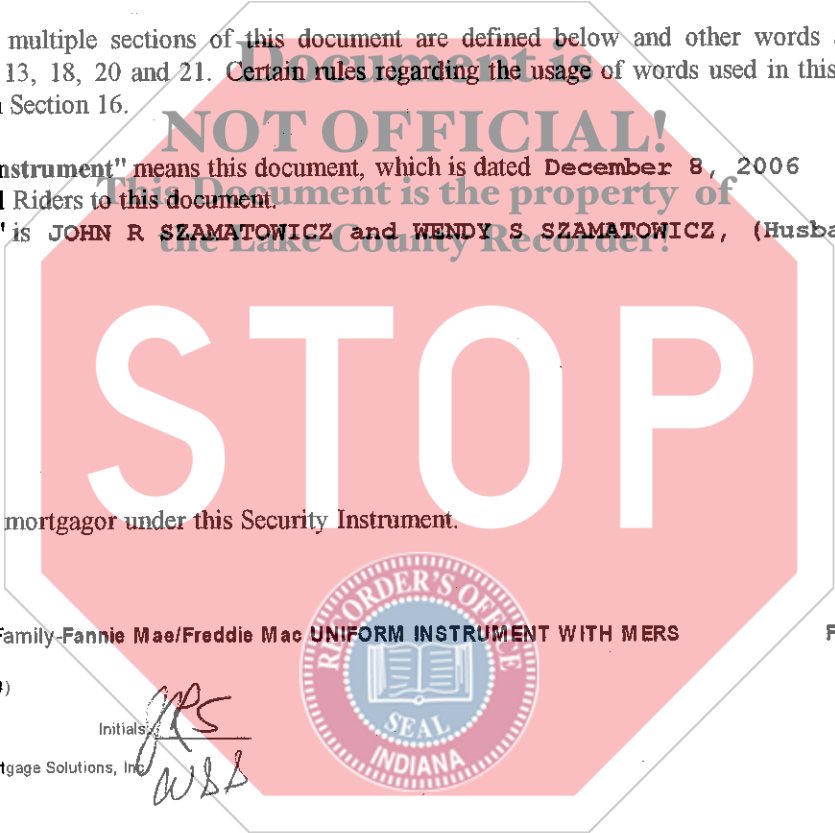 multiple sections of this document are defined below and other words
Document is
13, 18, 20 and 21. Certain rules regarding the usage of words used in this
Section 16.
NOT OFFICIAL!
nstrument" means this document, which is dated December 8, 2006
Riders to this document.
This Document is the property of
is JOHN R SZAMATOWICZ and WENDY S SZAMATOWICZ, (Husba
the Lake County Recorder!
STOP
mortgagor under this Security Instrument.
RECORDER'S OFFICE
Family-Fannie Mae/Freddie Mac UNIFORM INSTRUMENT WITH MERS F
SEAL
INDIANA
Initials: JRS
tgage Solutions, Inc
WSS